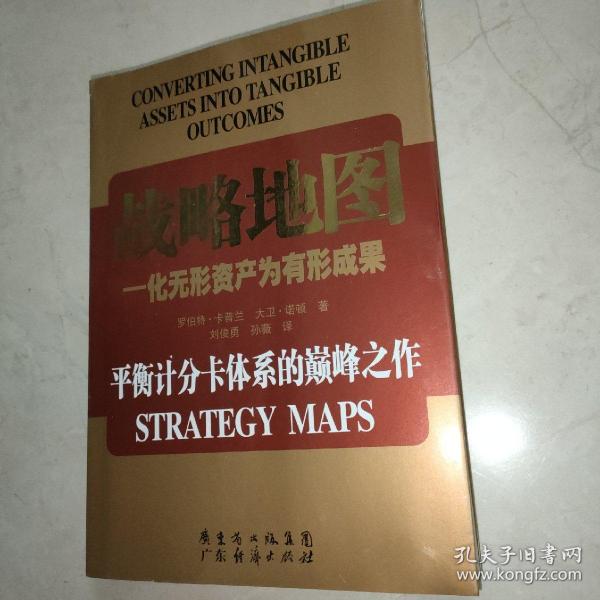 CONVERTING INTANGIBLE
ASSETS INTO TANGIBLE
OUTCOMES
战略地图
—化无形资产为有形成果
罗伯特·卡普兰 大卫·诺顿 著
刘俊勇 孙薇 译
平衡计分卡体系的巅峰之作
STRATEGY MAPS
广东省出版集团
广东经济出版社
孔夫子旧书网
www.kongfz.com